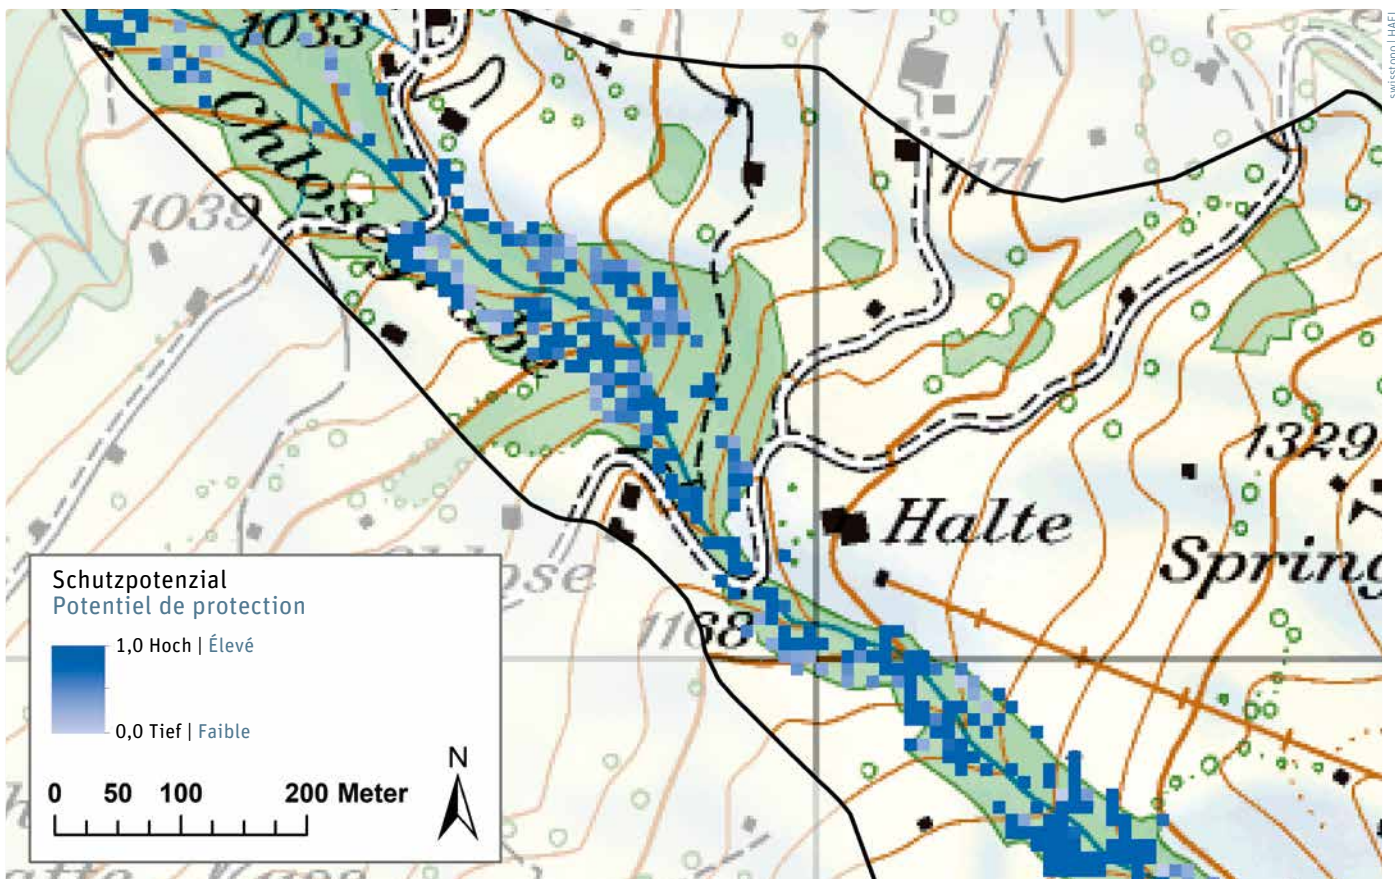 1033
swisstopo | HAFL
Chlose
1171
1039
1329
Halte
Spring
1168
Schutzpotenzial
Potentiel de protection
1,0 Hoch | Élevé
0,0 Tief | Faible
N
0 50 100 200 Meter